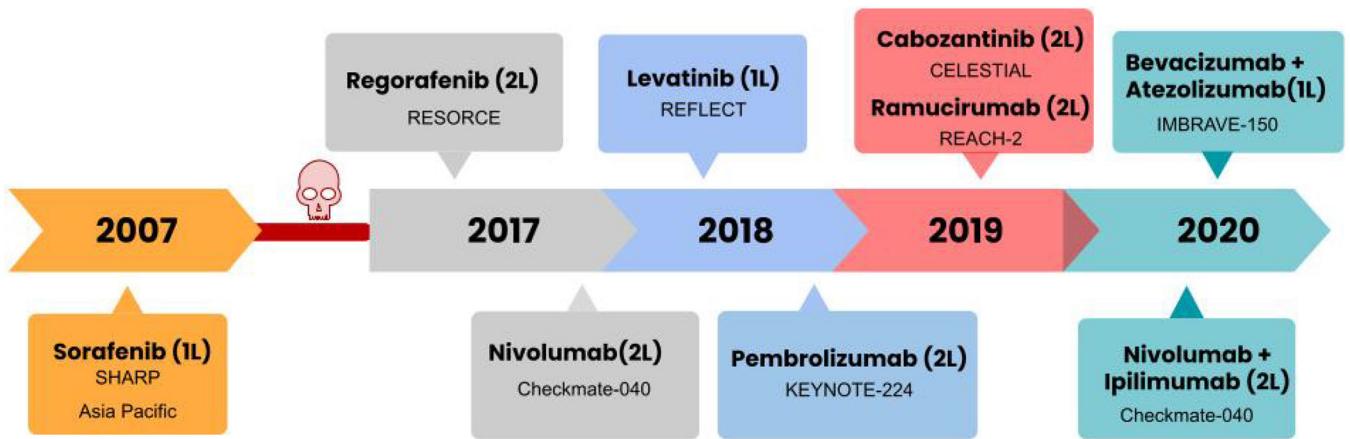 Regorafenib (2L)
RESORCE
Levatinib (1L)
REFLECT
Cabozantinib (2L)
CELESTIAL
Ramucirumab (2L)
REACH-2
Bevacizumab +
Atezolizumab(1L)
IMBRAVE-150
2007
2017
2018
2019
2020
Sorafenib (1L)
SHARP
Asia Pacific
Nivolumab(2L)
Checkmate-040
Pembrolizumab (2L)
KEYNOTE-224
Nivolumab +
Ipilimumab (2L)
Checkmate-040